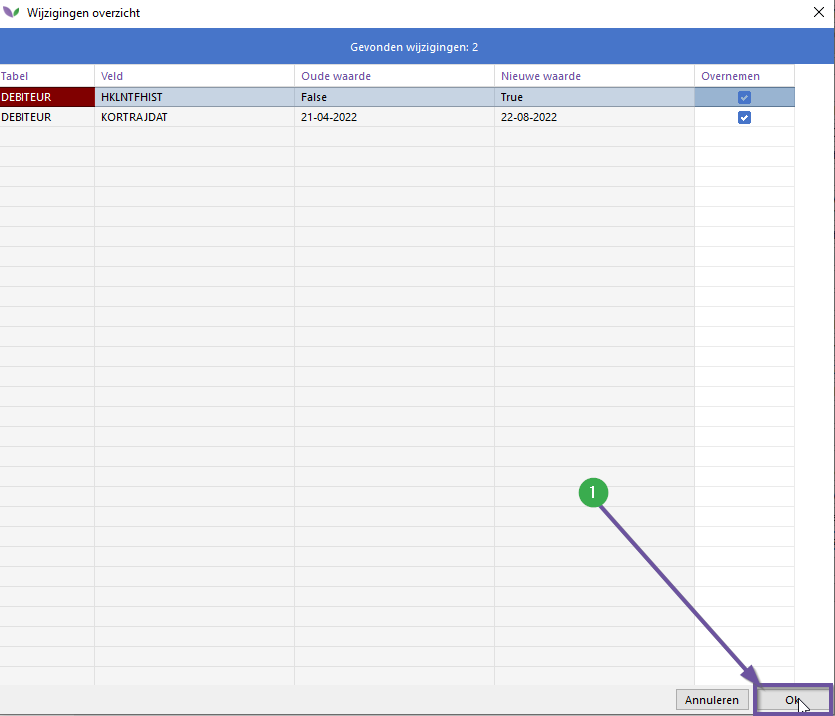 Wijzigingen overzicht
Gevonden wijzigingen: 2
Tabel Veld Oude waarde Nieuwe waarde Overnemen
DEBITEUR HKLNTFHIST False True
DEBITEUR KORTRAJDAT 21-04-2022 22-08-2022
1
Annuleren Ok